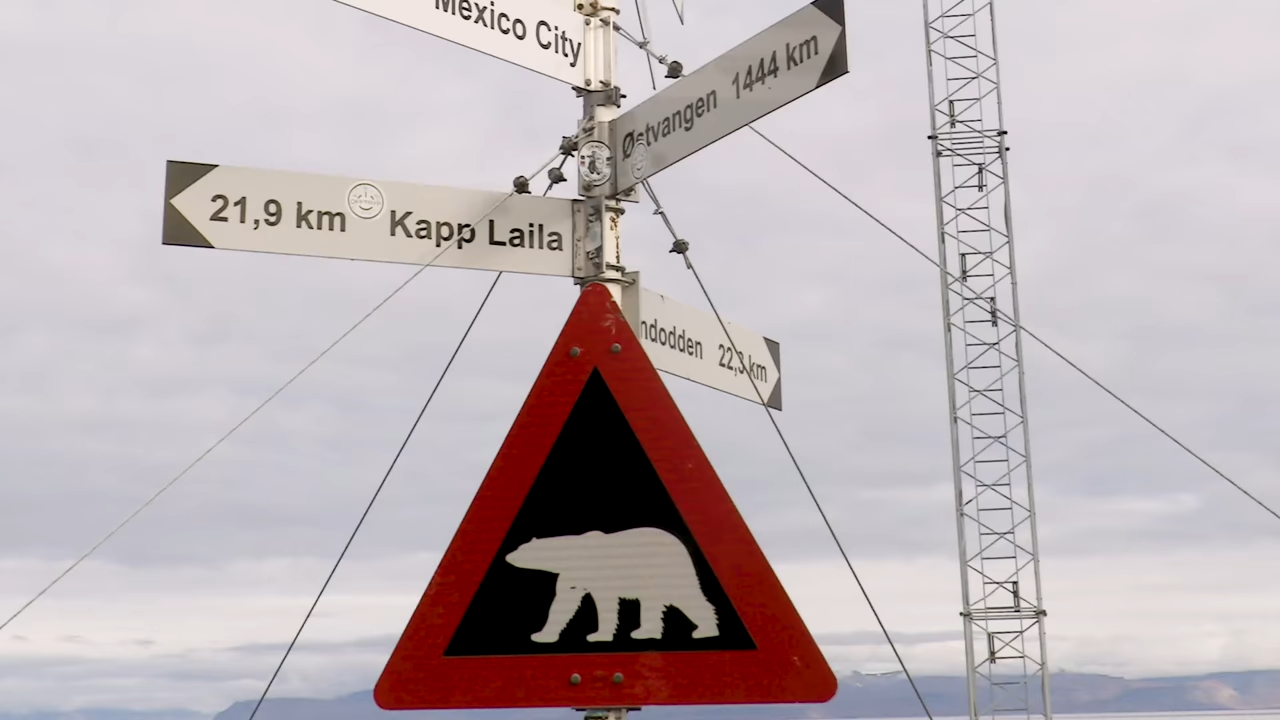 Mexico City
Østvangen 1444 km
21,9 km Kapp Laila
ndodden 22,3 km